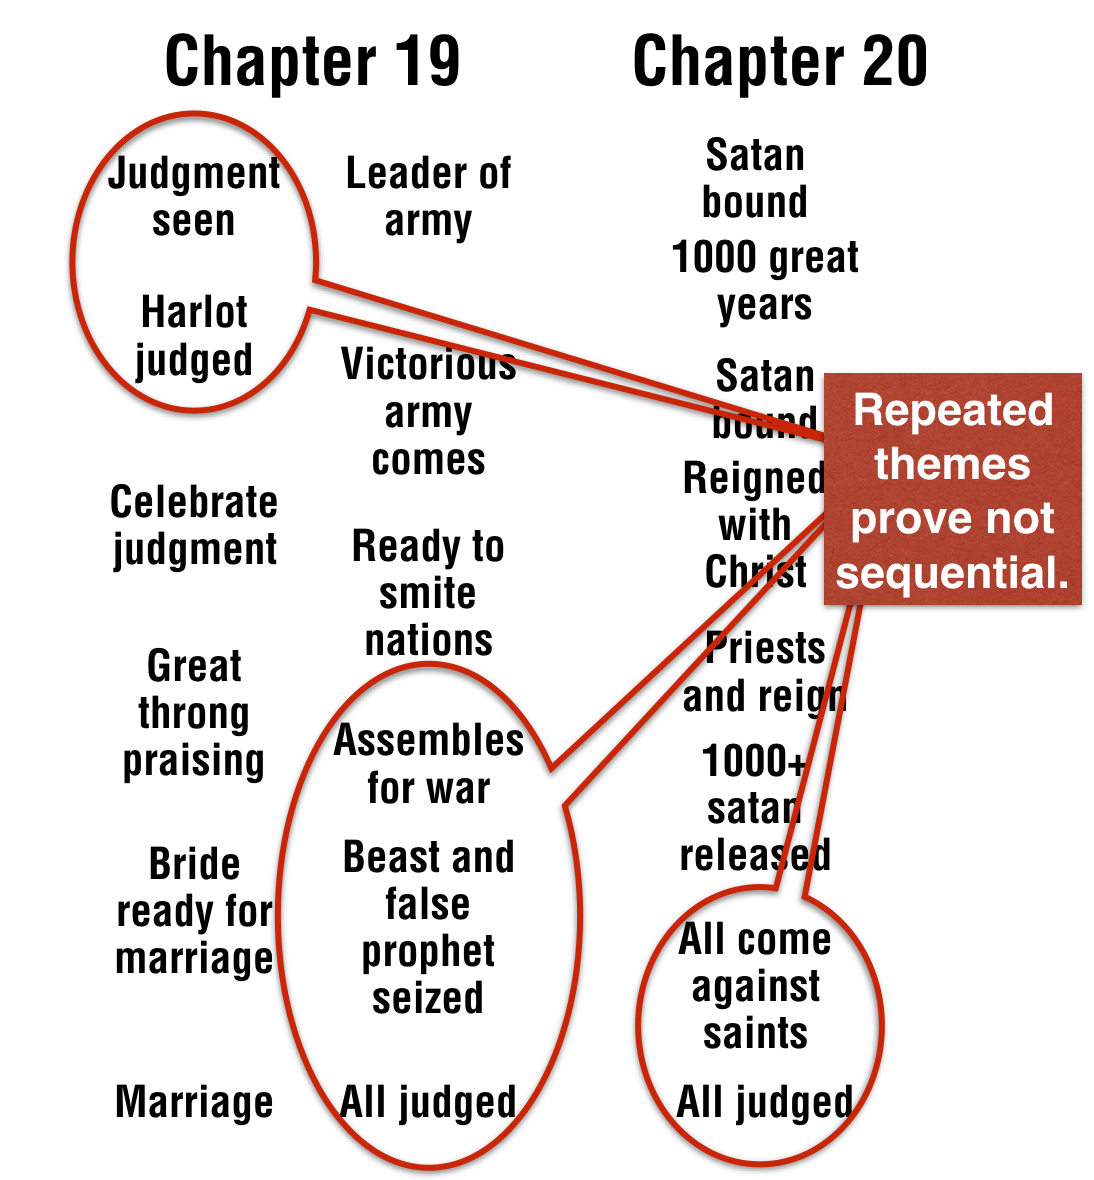 Chapter 19
Judgment
seen
Harlot
judged
Celebrate
judgment
Great
throng
praising
Bride
ready for
marriage
Marriage
Leader of
army
Victorious
army
comes
Ready to
smite
nations
Assembles
for war
Beast and
false
prophet
seized
All judged
Chapter 20
Satan
bound
1000 great
years
Satan
bound
Reigned
with
Christ
Priests
and reign
1000+
satan
released
All come
against
saints
All judged
Repeated
themes
prove not
sequential.